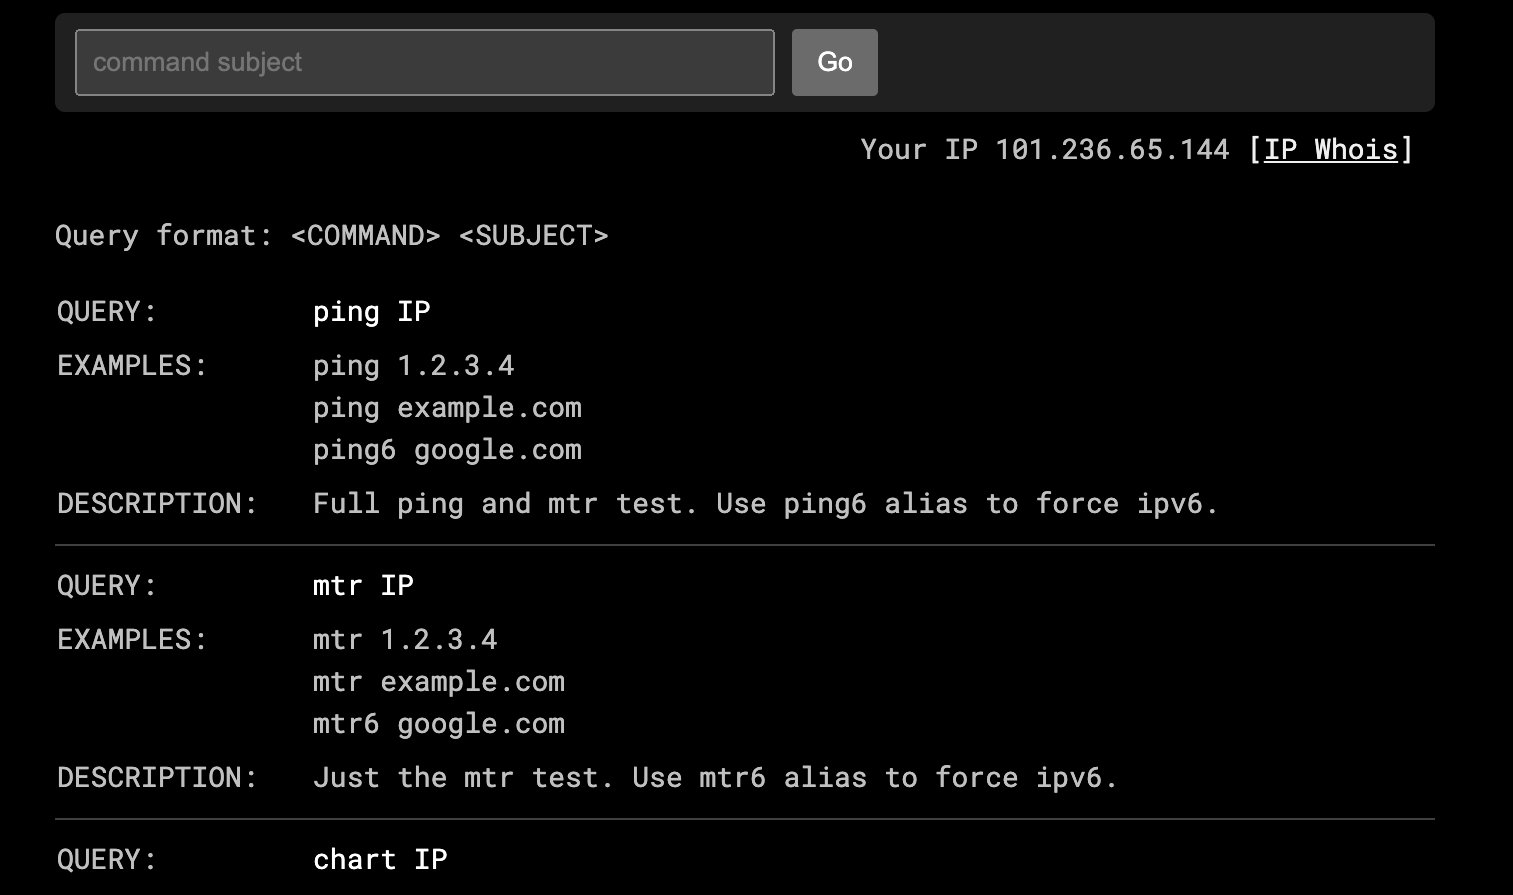 command subject
Go
Your IP 101.236.65.144 [IP Whois]
Query format: <COMMAND> <SUBJECT>
QUERY: ping IP
EXAMPLES: ping 1.2.3.4
ping example.com
ping6 google.com
DESCRIPTION: Full ping and mtr test. Use ping6 alias to force ipv6.
QUERY: mtr IP
EXAMPLES: mtr 1.2.3.4
mtr example.com
mtr6 google.com
DESCRIPTION: Just the mtr test. Use mtr6 alias to force ipv6.
QUERY: chart IP